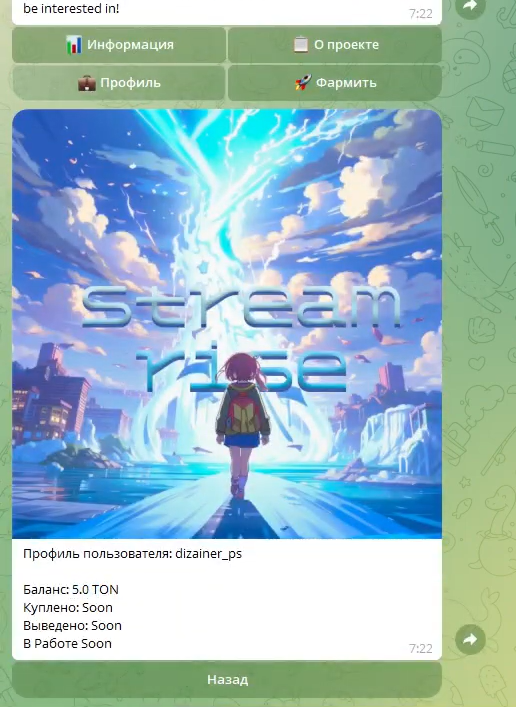 be interested in!
7:22
Информация
О проекте
Профиль
Фармить
stream
rise
Профиль пользователя: dizainer_ps
Баланс: 5.0 TON
Куплено: Soon
Выведено: Soon
В Работе Soon
7:22
Назад